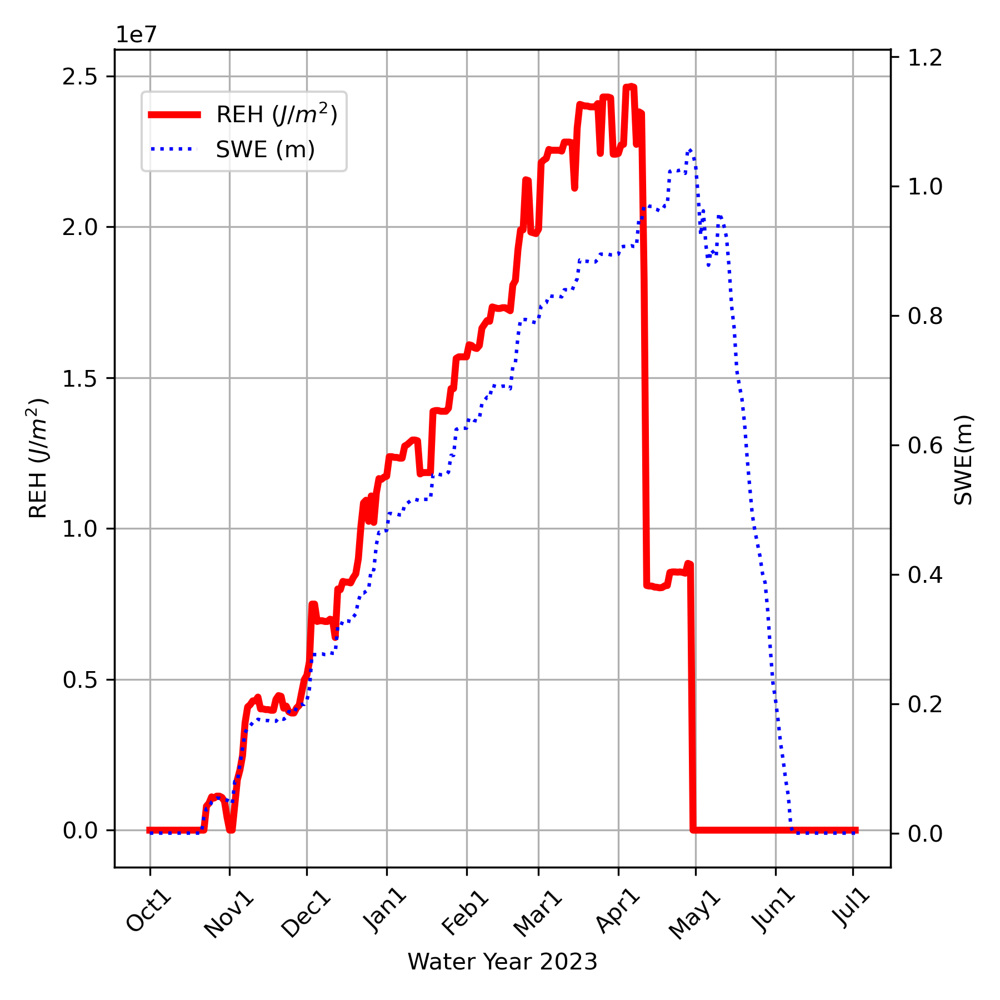 1e7
2.5
2.0
1.5
1.0
0.5
0.0
REH (J/m²)
REH (J/m²)
SWE (m)
1.2
1.0
0.8
0.6
0.4
0.2
0.0
SWE(m)
Oct1 Nov1 Dec1 Jan1 Feb1 Mar1 Apr1 May1 Jun1 Jul1
Water Year 2023